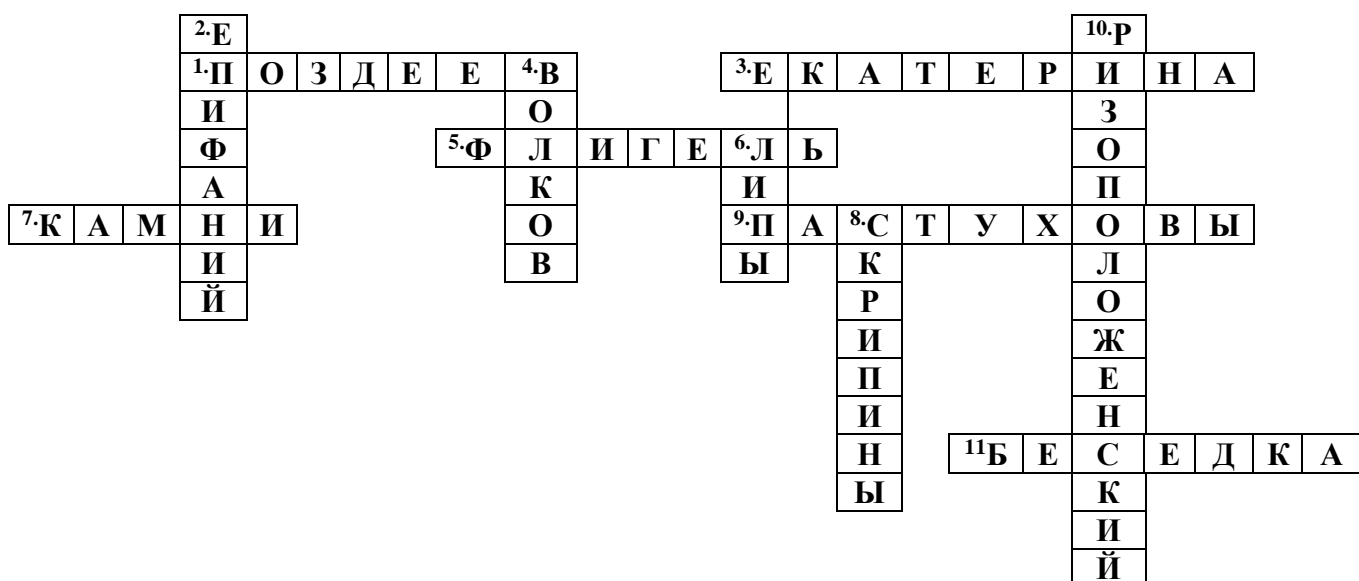 2.Е 10.Р
1.П О З Д Е Е 4.В 3.Е К А Т Е Р И Н А
И О З
Ф 5.Ф Л И Г Е 6.Л Ь О
А К И П
7.К А М Н И О 9.П А 8.С Т У Х О В Ы
И В Ы К Л
Й Р О
И Ж
П Е
И Н
Н 11Б Е С Е Д К А
Ы К
И
Й